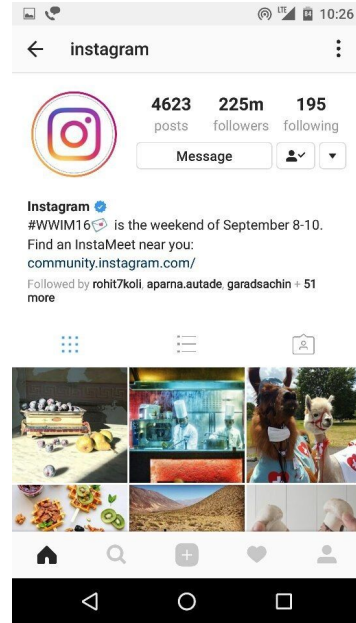 LTE 10:26
instagram
4623 225m 195
posts followers following
Message
Instagram
#WWIM16 is the weekend of September 8-10.
Find an InstaMeet near you:
community.instagram.com/
Followed by rohit7koli, aparna.autade, garadsachin + 51
more